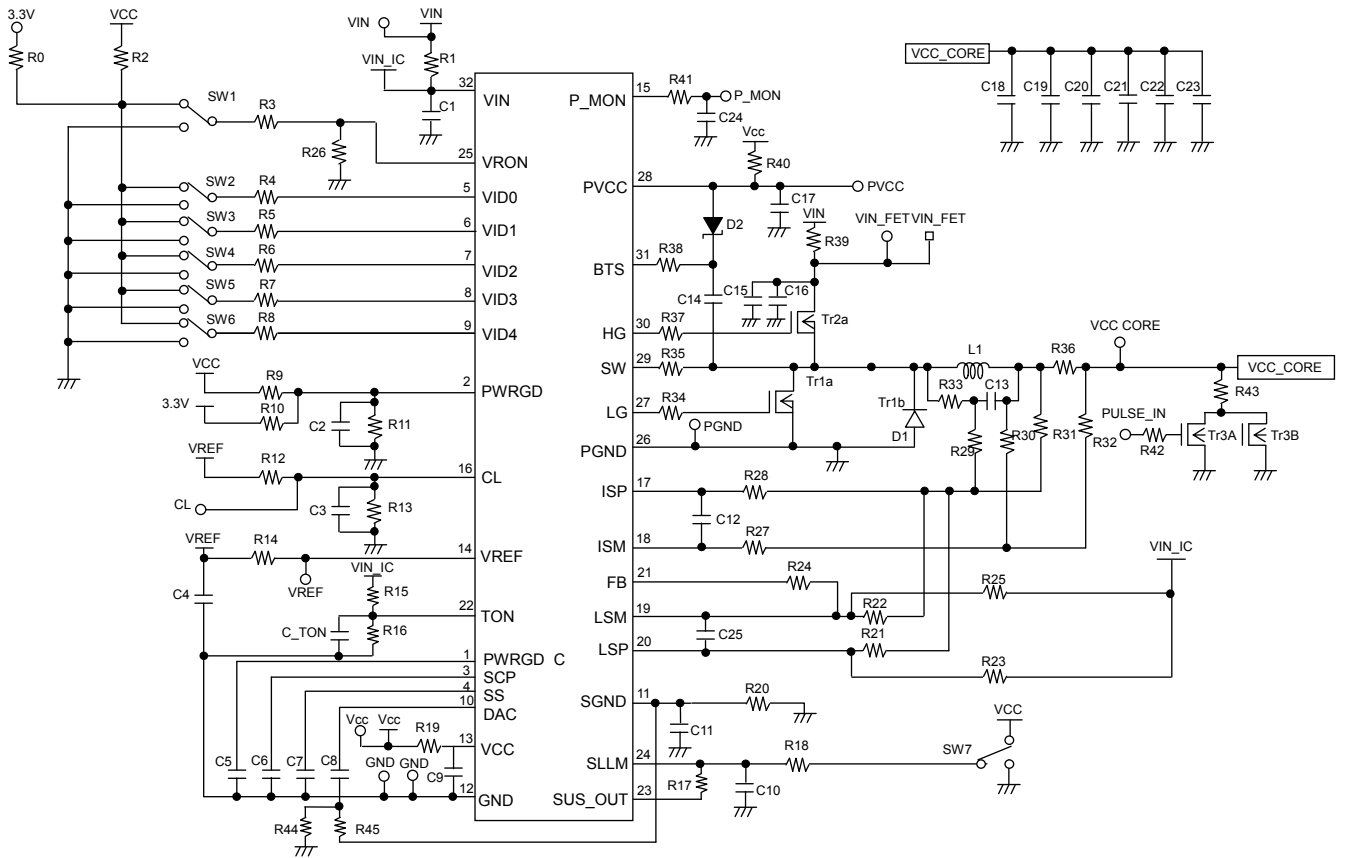 3.3V
VCC
VIN
VIN
R0
R2
VIN_IC
R1
C1
SW1
R3
R26
SW2
R4
SW3
R5
SW4
R6
SW5
R7
SW6
R8
VCC
R9
3.3V
R10
C2
R11
VREF
R12
CL
C3
R13
VREF
R14
VREF
C4
VIN_IC
R15
C_TON
R16
C5
C6
C7
C8
Vcc
Vcc
R19
GND
GND
C9
R44
R45
32
VIN
25
VRON
5
VID0
6
VID1
7
VID2
8
VID3
9
VID4
2
PWRGD
16
CL
14
VREF
22
TON
1
PWRGD_C
3
SCP
4
SS
10
DAC
13
VCC
12
GND
P_MON
15
PVCC
28
BTS
31
HG
30
SW
29
LG
27
PGND
26
ISP
17
ISM
18
FB
21
LSM
19
LSP
20
SGND
11
SLLM
24
SUS_OUT
23
R41
P_MON
C24
Vcc
R40
PVCC
C17
D2
VIN
R39
VIN_FET
VIN_FET
R38
C14
C15
C16
R37
Tr2a
R35
R34
Tr1a
PGND
Tr1b
D1
L1
R33
C13
R36
VCC CORE
VCC_CORE
R43
PULSE_IN
R42
Tr3A
Tr3B
R29
R30
R31
R32
R28
C12
R27
R24
R22
R25
VIN_IC
C25
R21
R23
R20
C11
R18
R17
C10
SW7
VCC
VCC_CORE
C18
C19
C20
C21
C22
C23